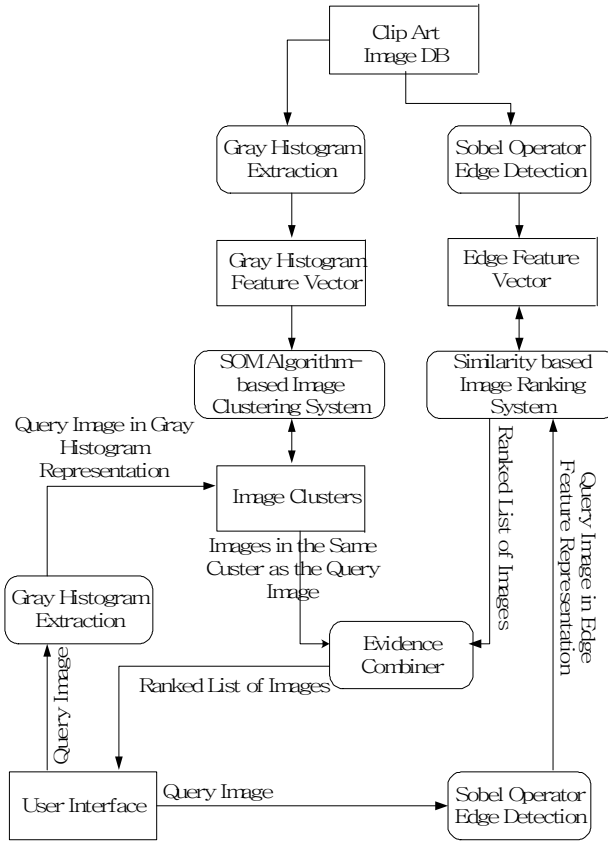 Clip Art
Image DB
Gray Histogram
Extraction
Sobel Operator
Edge Detection
Gray Histogram
Feature Vector
Edge Feature
Vector
SOM Algorithm-
based Image
Clustering System
Similarity based
Image Ranking
System
Query Image in Gray
Histogram
Representation
Image Clusters
Ranked List of Images
Query Image in Edge
Feature Representation
Images in the Same
Custer as the Query
Image
Gray Histogram
Extraction
Evidence
Combiner
Ranked List of Images
Query Image
User Interface
Query Image
Sobel Operator
Edge Detection